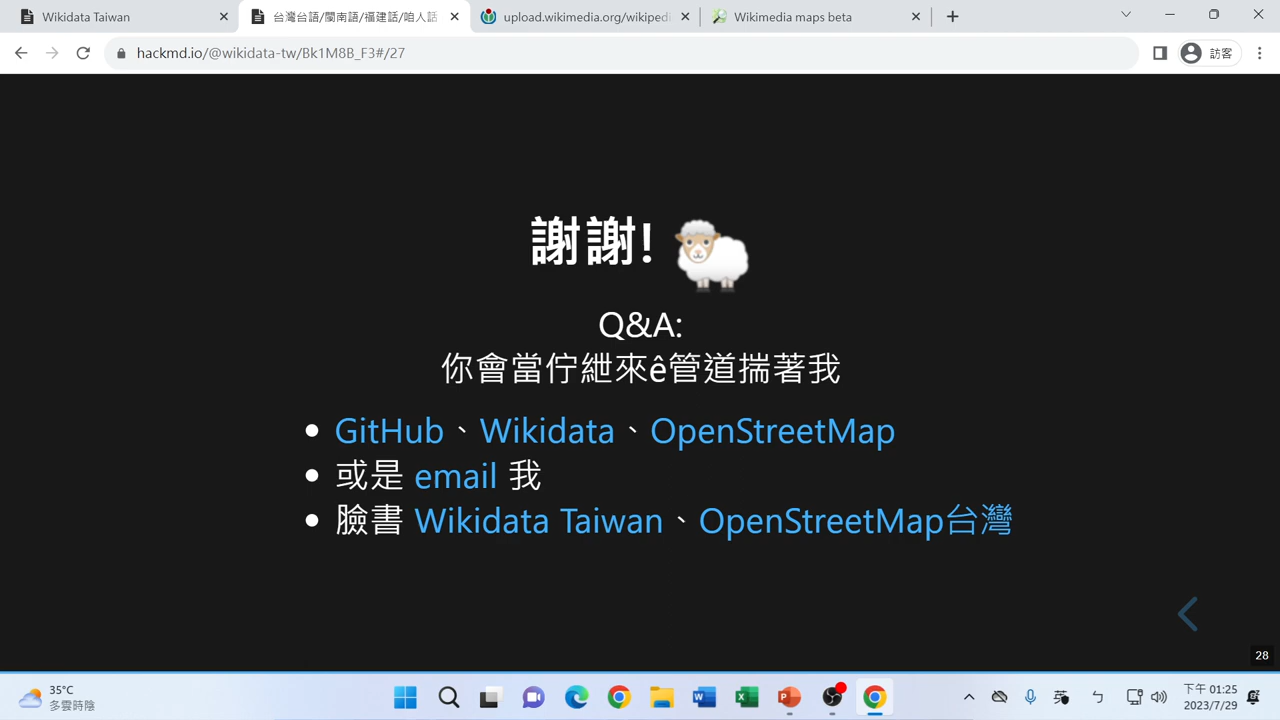 Wikidata Taiwan
台灣台語/閩南語/福建話/咱人話
upload.wikimedia.org/wikiped
Wikimedia maps beta
hackmd.io/@wikidata-tw/Bk1M8B_F3#/27
訪客
謝謝!
Q&A:
你會當佇紲來ê管道揣著我
GitHub、Wikidata、OpenStreetMap
或是 email 我
臉書 Wikidata Taiwan、OpenStreetMap台灣
28
35°C
多雲時陰
英
下午 01:25
2023/7/29